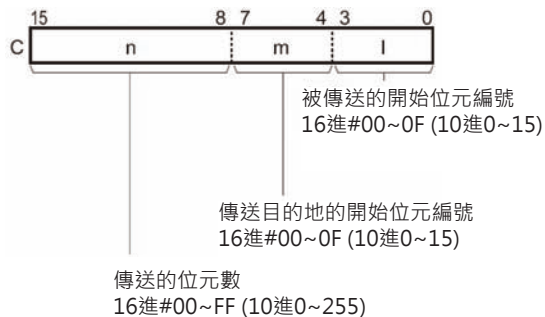 15 8 7 4 3 0
C n m l
被傳送的開始位元編號
16進#00~0F (10進0~15)
傳送目的地的開始位元編號
16進#00~0F (10進0~15)
傳送的位元數
16進#00~FF (10進0~255)